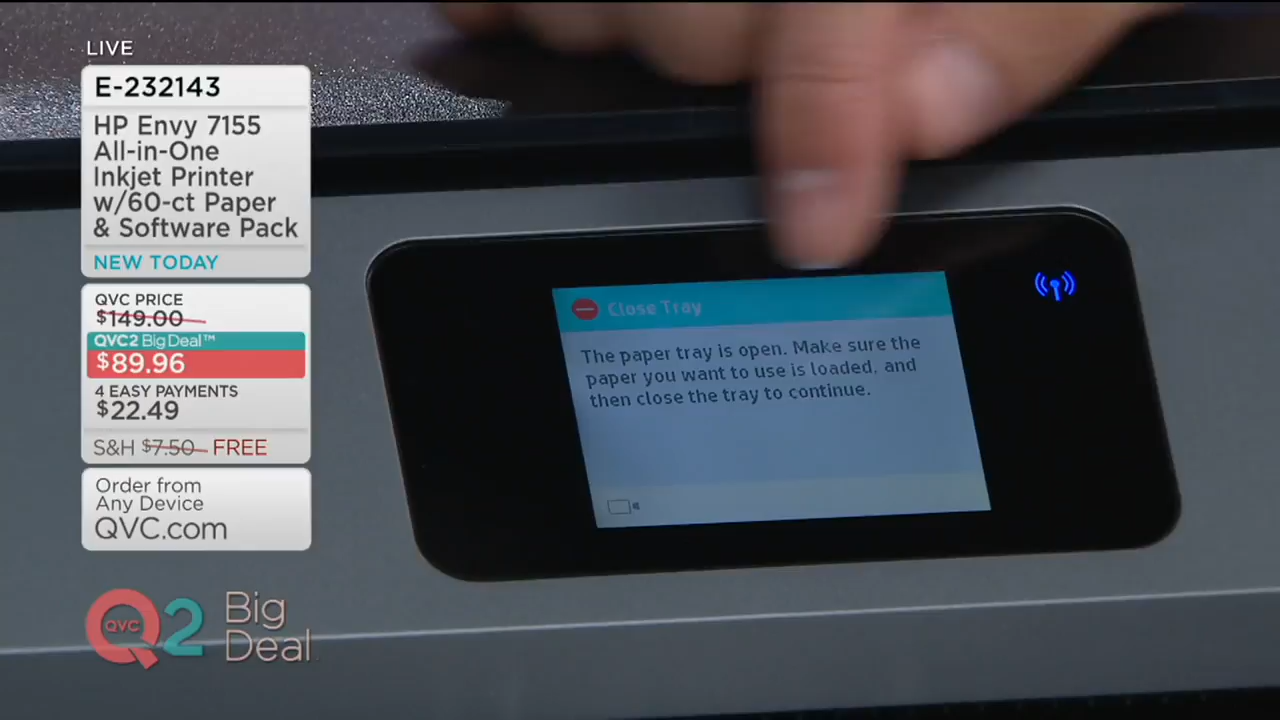 LIVE
E-232143
HP Envy 7155
All-in-One
Inkjet Printer
w/60-ct Paper
& Software Pack
NEW TODAY
QVC PRICE
$149.00
QVC2 Big Deal™
$89.96
4 EASY PAYMENTS
$22.49
S&H $7.50 FREE
Order from
Any Device
QVC.com
QVC Q2 Big
Deal
Close Tray
The paper tray is open. Make sure the
paper you want to use is loaded, and
then close the tray to continue.